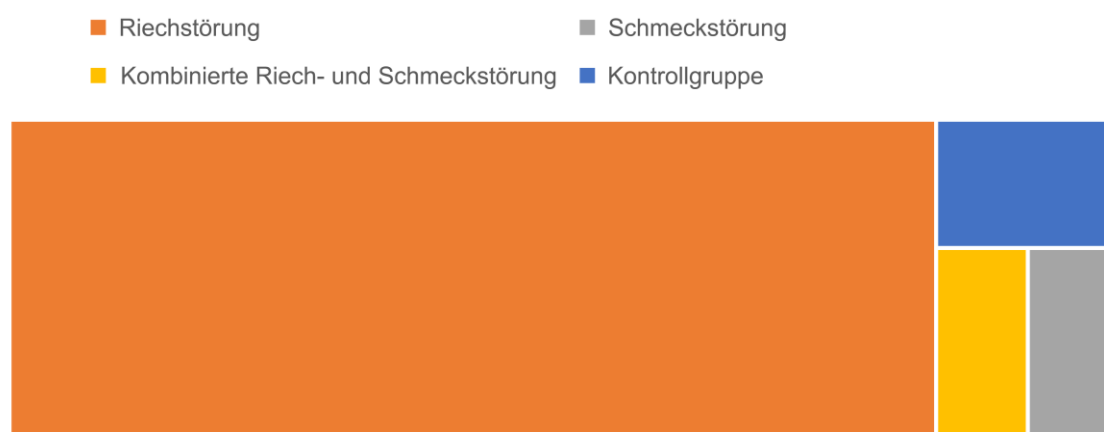 Riechstörung
Schmeckstörung
Kombinierte Riech- und Schmeckstörung
Kontrollgruppe